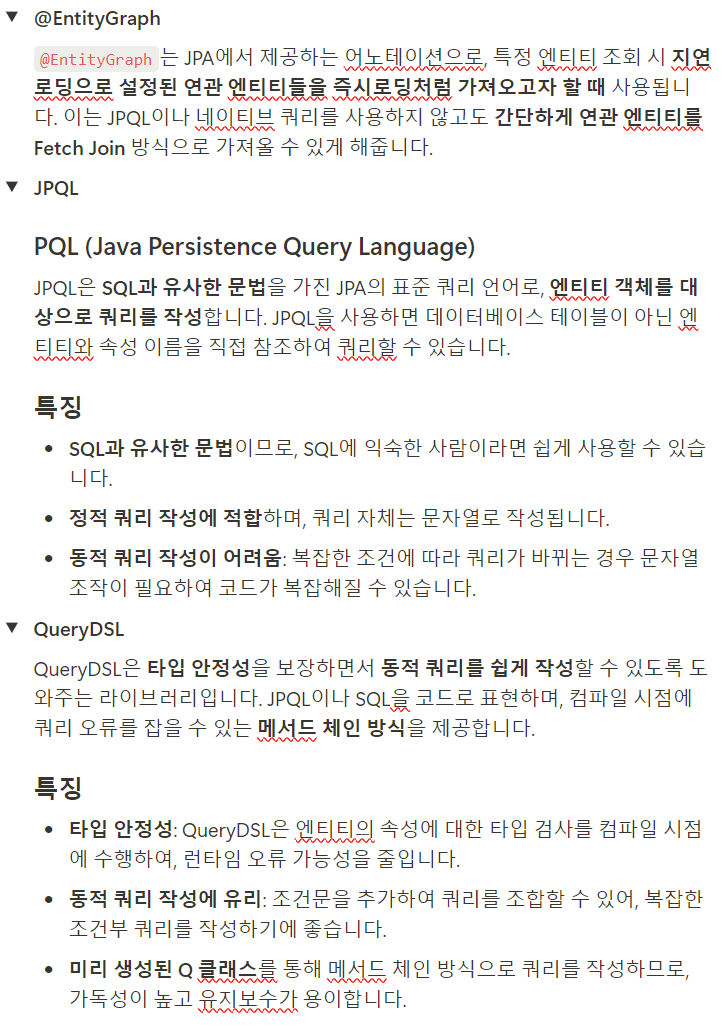 @EntityGraph
@EntityGraph 는 JPA에서 제공하는 어노테이션으로, 특정 엔티티 조회 시 지연
로딩으로 설정된 연관 엔티티들을 즉시로딩처럼 가져오고자 할 때 사용됩니
다. 이는 JPQL이나 네이티브 쿼리를 사용하지 않고도 간단하게 연관 엔티티를
Fetch Join 방식으로 가져올 수 있게 해줍니다.
JPQL
PQL (Java Persistence Query Language)
JPQL은 SQL과 유사한 문법을 가진 JPA의 표준 쿼리 언어로, 엔티티 객체를 대
상으로 쿼리를 작성합니다. JPQL을 사용하면 데이터베이스 테이블이 아닌 엔
티티와 속성 이름을 직접 참조하여 쿼리할 수 있습니다.
특징
• SQL과 유사한 문법이므로, SQL에 익숙한 사람이라면 쉽게 사용할 수 있습
니다.
• 정적 쿼리 작성에 적합하며, 쿼리 자체는 문자열로 작성됩니다.
• 동적 쿼리 작성이 어려움: 복잡한 조건에 따라 쿼리가 바뀌는 경우 문자열
조작이 필요하여 코드가 복잡해질 수 있습니다.
QueryDSL
QueryDSL은 타입 안정성을 보장하면서 동적 쿼리를 쉽게 작성할 수 있도록 도
와주는 라이브러리입니다. JPQL이나 SQL을 코드로 표현하며, 컴파일 시점에
쿼리 오류를 잡을 수 있는 메서드 체인 방식을 제공합니다.
특징
• 타입 안정성: QueryDSL은 엔티티의 속성에 대한 타입 검사를 컴파일 시점
에 수행하여, 런타임 오류 가능성을 줄입니다.
• 동적 쿼리 작성에 유리: 조건문을 추가하여 쿼리를 조합할 수 있어, 복잡한
조건부 쿼리를 작성하기에 좋습니다.
• 미리 생성된 Q 클래스를 통해 메서드 체인 방식으로 쿼리를 작성하므로,
가독성이 높고 유지보수가 용이합니다.